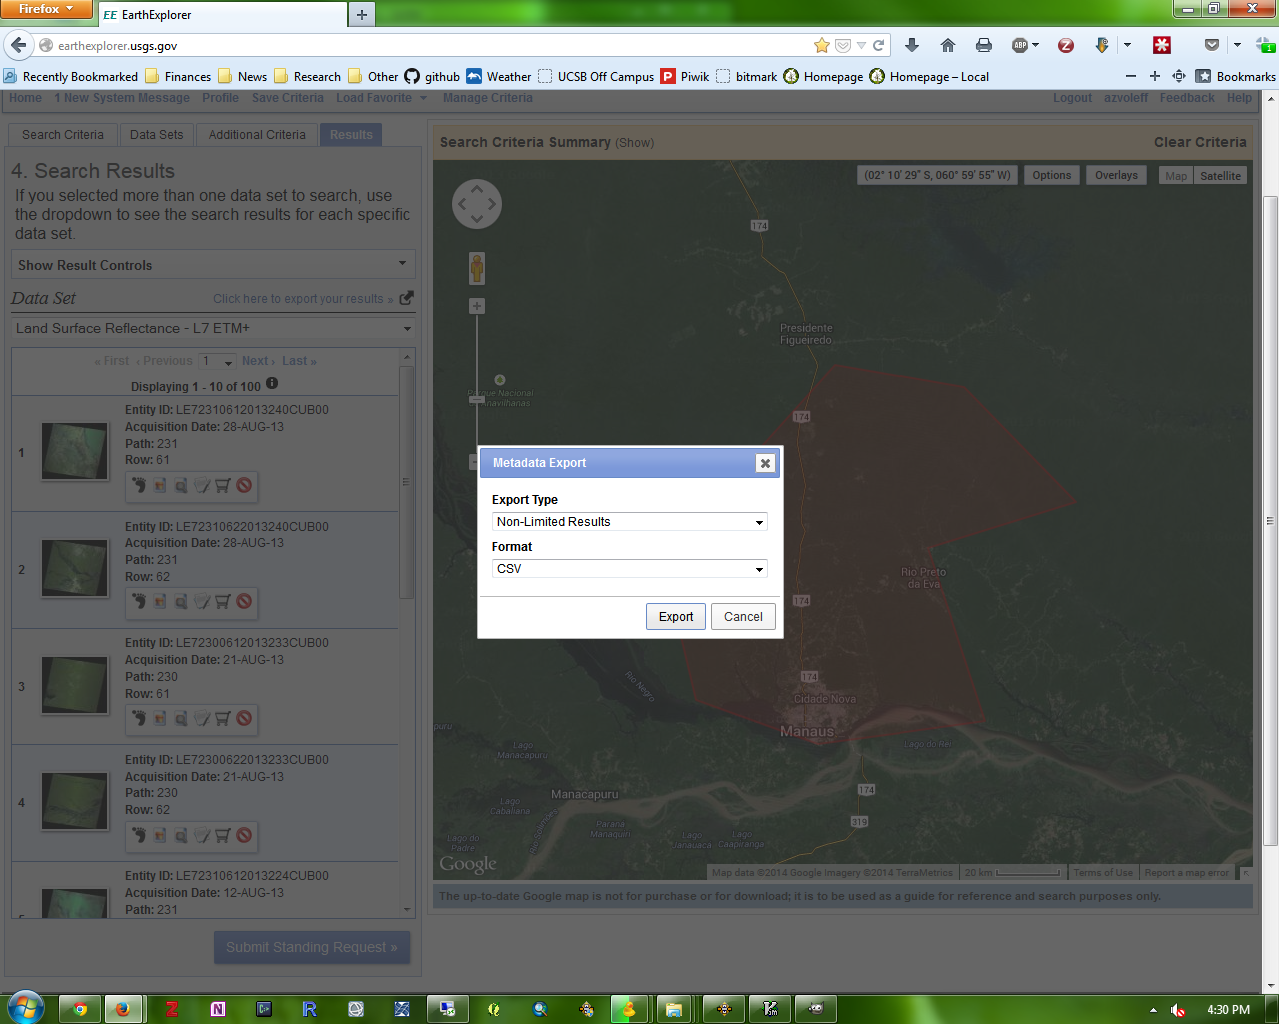 Firefox
EE EarthExplorer
earthexplorer.usgs.gov
ABP
Z
1
Recently Bookmarked
Finances
News
Research
Other
github
Weather
UCSB Off Campus
Piwik
bitmark
Homepage
Homepage – Local
Bookmarks
Home
1 New System Message
Profile
Save Criteria
Load Favorite
Manage Criteria
Logout
azvoleff
Feedback
Help
Search Criteria
Data Sets
Additional Criteria
Results
4. Search Results
If you selected more than one data set to search, use
the dropdown to see the search results for each specific
data set.
Show Result Controls
Data Set
Click here to export your results »
Land Surface Reflectance - L7 ETM+
« First ‹ Previous 1 Next › Last »
Displaying 1 - 10 of 100
1
Entity ID: LE72310612013240CUB00
Acquisition Date: 28-AUG-13
Path: 231
Row: 61
2
Entity ID: LE72310622013240CUB00
Acquisition Date: 28-AUG-13
Path: 231
Row: 62
3
Entity ID: LE72300612013233CUB00
Acquisition Date: 21-AUG-13
Path: 230
Row: 61
4
Entity ID: LE72300622013233CUB00
Acquisition Date: 21-AUG-13
Path: 230
Row: 62
Entity ID: LE72310612013224CUB00
Acquisition Date: 12-AUG-13
Path: 231
Submit Standing Request »
Search Criteria Summary (Show)
Clear Criteria
(02° 10' 29" S, 060° 59' 55" W)
Options
Overlays
Map
Satellite
174
Presidente
Figueiredo
Parque Nacional
174
Metadata Export
Export Type
Non-Limited Results
Format
CSV
Export
Cancel
Rio Preto
da Eva
174
174
Rio Negro
Cidade Nova
Manaus
Lago do Rei
Lago
Manacapuru
Manacapuru
174
Lago
Cabaliana
Paraná
Manaquiri
319
Lago do
Padre
Lago
Janauaca
Lago
Caapiranga
Google
Map data ©2014 Google Imagery ©2014 TerraMetrics
20 km
Terms of Use
Report a map error
The up-to-date Google map is not for purchase or for download; it is to be used as a guide for reference and search purposes only.
4:30 PM